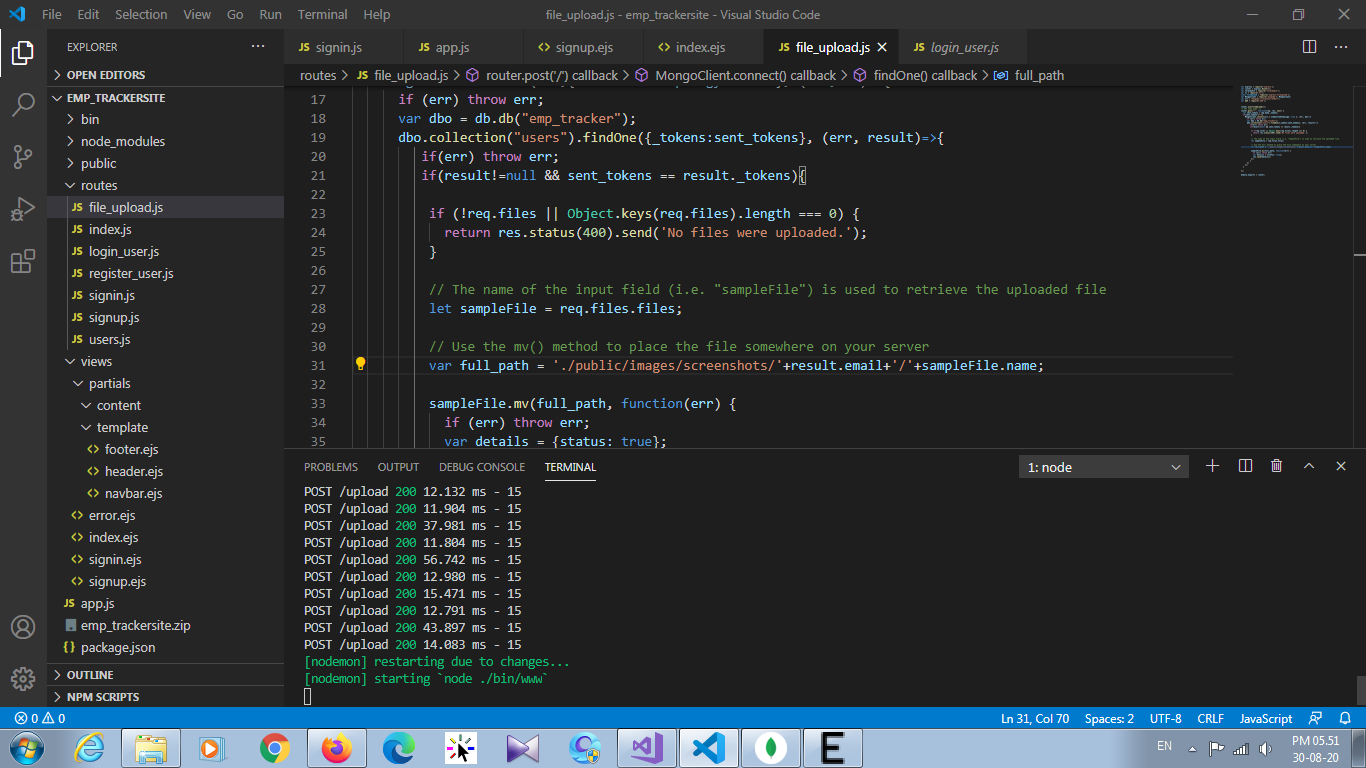 File Edit Selection View Go Run Terminal Help file_upload.js - emp_trackersite - Visual Studio Code
EXPLORER
OPEN EDITORS
EMP_TRACKERSITE
bin
node_modules
public
routes
file_upload.js
index.js
login_user.js
register_user.js
signin.js
signup.js
users.js
views
partials
content
template
footer.ejs
header.ejs
navbar.ejs
error.ejs
index.ejs
signin.ejs
signup.ejs
app.js
emp_trackersite.zip
package.json
OUTLINE
NPM SCRIPTS
signin.js app.js signup.ejs index.ejs file_upload.js login_user.js
routes > file_upload.js > router.post('/') callback > MongoClient.connect() callback > findOne() callback > full_path
17 if (err) throw err;
18 var dbo = db.db("emp_tracker");
19 dbo.collection("users").findOne({_tokens:sent_tokens}, (err, result)=>{
20 if(err) throw err;
21 if(result!=null && sent_tokens == result._tokens){
22
23 if (!req.files || Object.keys(req.files).length === 0) {
24 return res.status(400).send('No files were uploaded.');
25 }
26
27 // The name of the input field (i.e. "sampleFile") is used to retrieve the uploaded file
28 let sampleFile = req.files.files;
29
30 // Use the mv() method to place the file somewhere on your server
31 var full_path = './public/images/screenshots/'+result.email+'/'+sampleFile.name;
32
33 sampleFile.mv(full_path, function(err) {
34 if (err) throw err;
35 var details = {status: true};
PROBLEMS OUTPUT DEBUG CONSOLE TERMINAL 1: node
POST /upload 200 12.132 ms - 15
POST /upload 200 11.904 ms - 15
POST /upload 200 37.981 ms - 15
POST /upload 200 11.804 ms - 15
POST /upload 200 56.742 ms - 15
POST /upload 200 12.980 ms - 15
POST /upload 200 15.471 ms - 15
POST /upload 200 12.791 ms - 15
POST /upload 200 43.897 ms - 15
POST /upload 200 14.083 ms - 15
[nodemon] restarting due to changes...
[nodemon] starting `node ./bin/www`
0 0 Ln 31, Col 70 Spaces: 2 UTF-8 CRLF JavaScript
EN PM 05.51
30-08-20